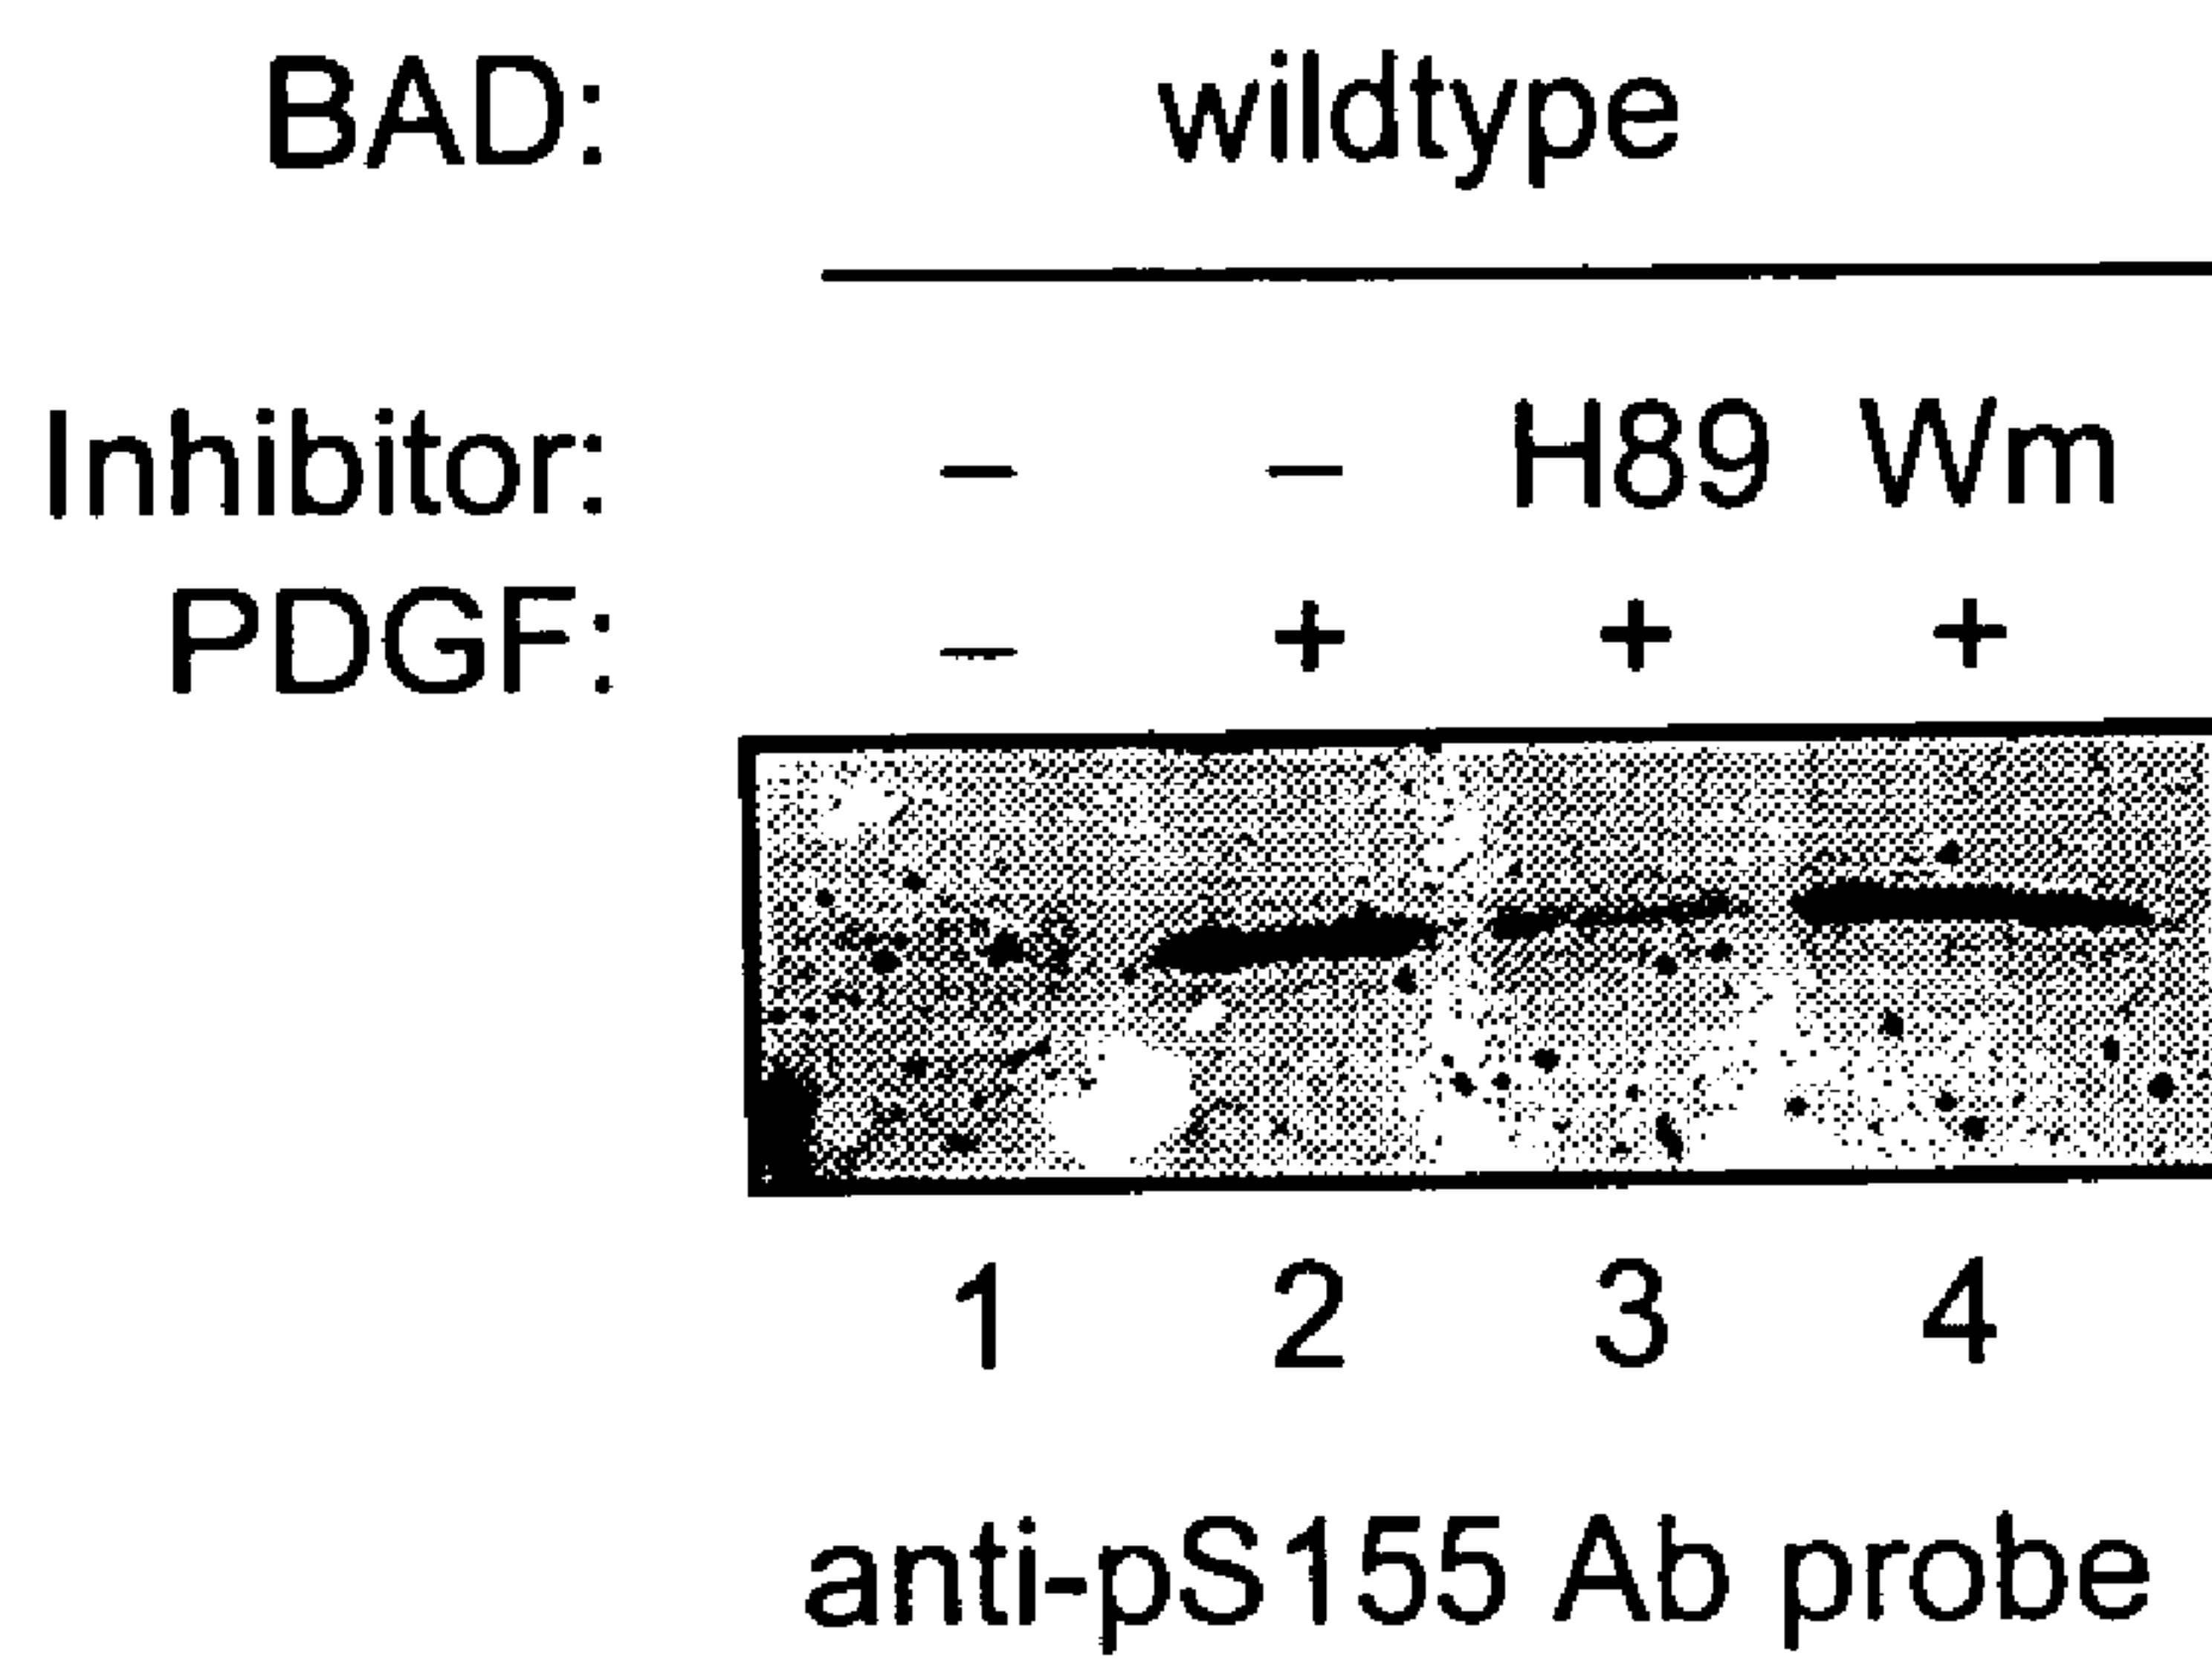 BAD: wildtype
Inhibitor: – – H89 Wm
PDGF: – + + +
1 2 3 4
anti-pS155 Ab probe